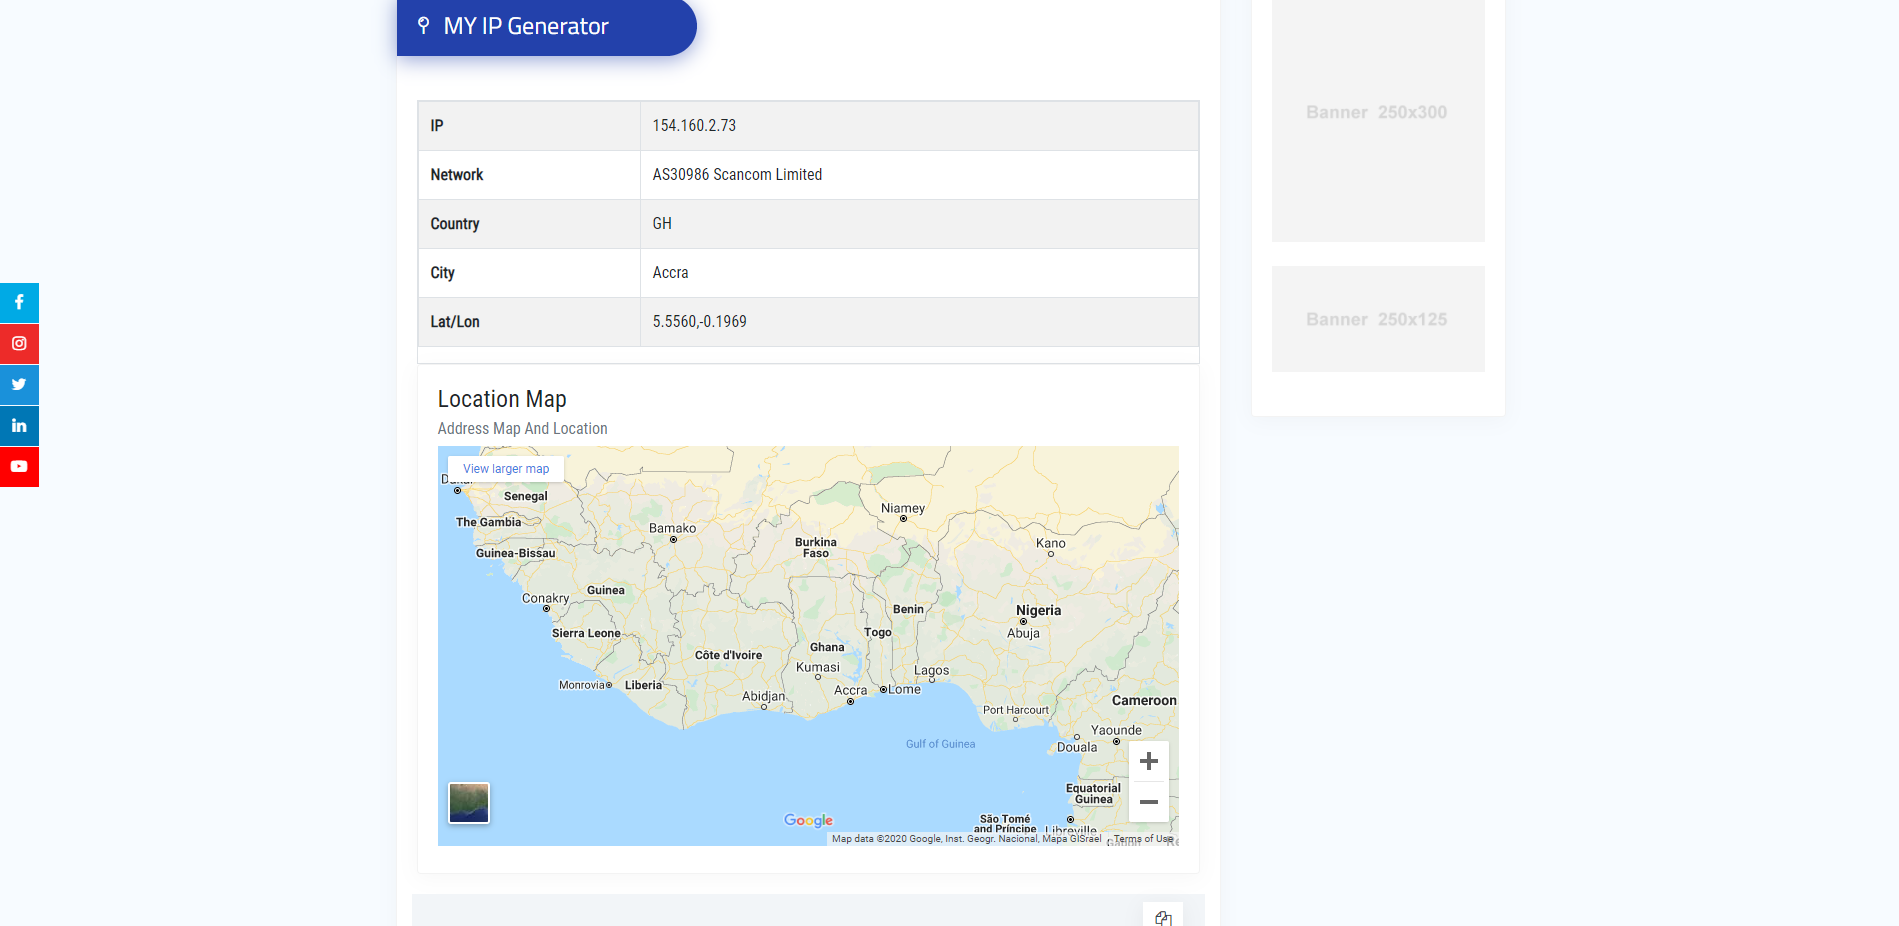 MY IP Generator
IP 154.160.2.73
Network AS30986 Scancom Limited
Country GH
City Accra
Lat/Lon 5.5560,-0.1969
Location Map
Address Map And Location
View larger map
Senegal
The Gambia
Guinea-Bissau
Bamako
Niamey
Burkina
Faso
Kano
Guinea
Conakry
Sierra Leone
Benin
Nigeria
Abuja
Togo
Ghana
Côte d'Ivoire
Kumasi
Lagos
Monrovia
Liberia
Abidjan
Accra
Lome
Cameroon
Port Harcourt
Yaounde
Douala
Gulf of Guinea
Equatorial
Guinea
São Tomé
and Príncipe
Libreville
Google
Map data ©2020 Google, Inst. Geogr. Nacional, Mapa GISrael
Terms of Use
Banner 250x300
Banner 250x125